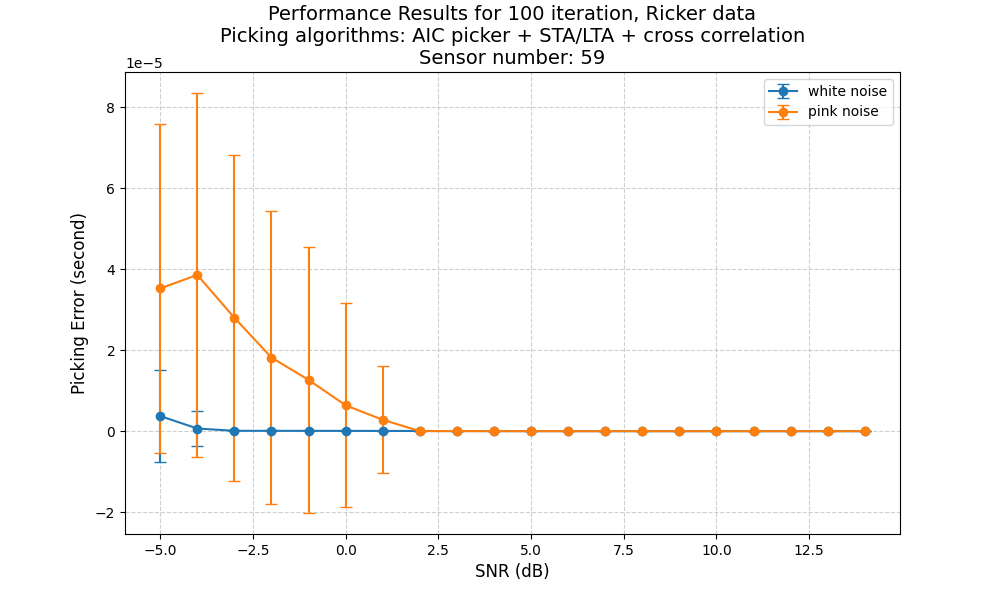 Performance Results for 100 iteration, Ricker data
Picking algorithms: AIC picker + STA/LTA + cross correlation
Sensor number: 59
1e−5
white noise
pink noise
8
6
4
2
0
−2
Picking Error (second)
−5.0 −2.5 0.0 2.5 5.0 7.5 10.0 12.5
SNR (dB)